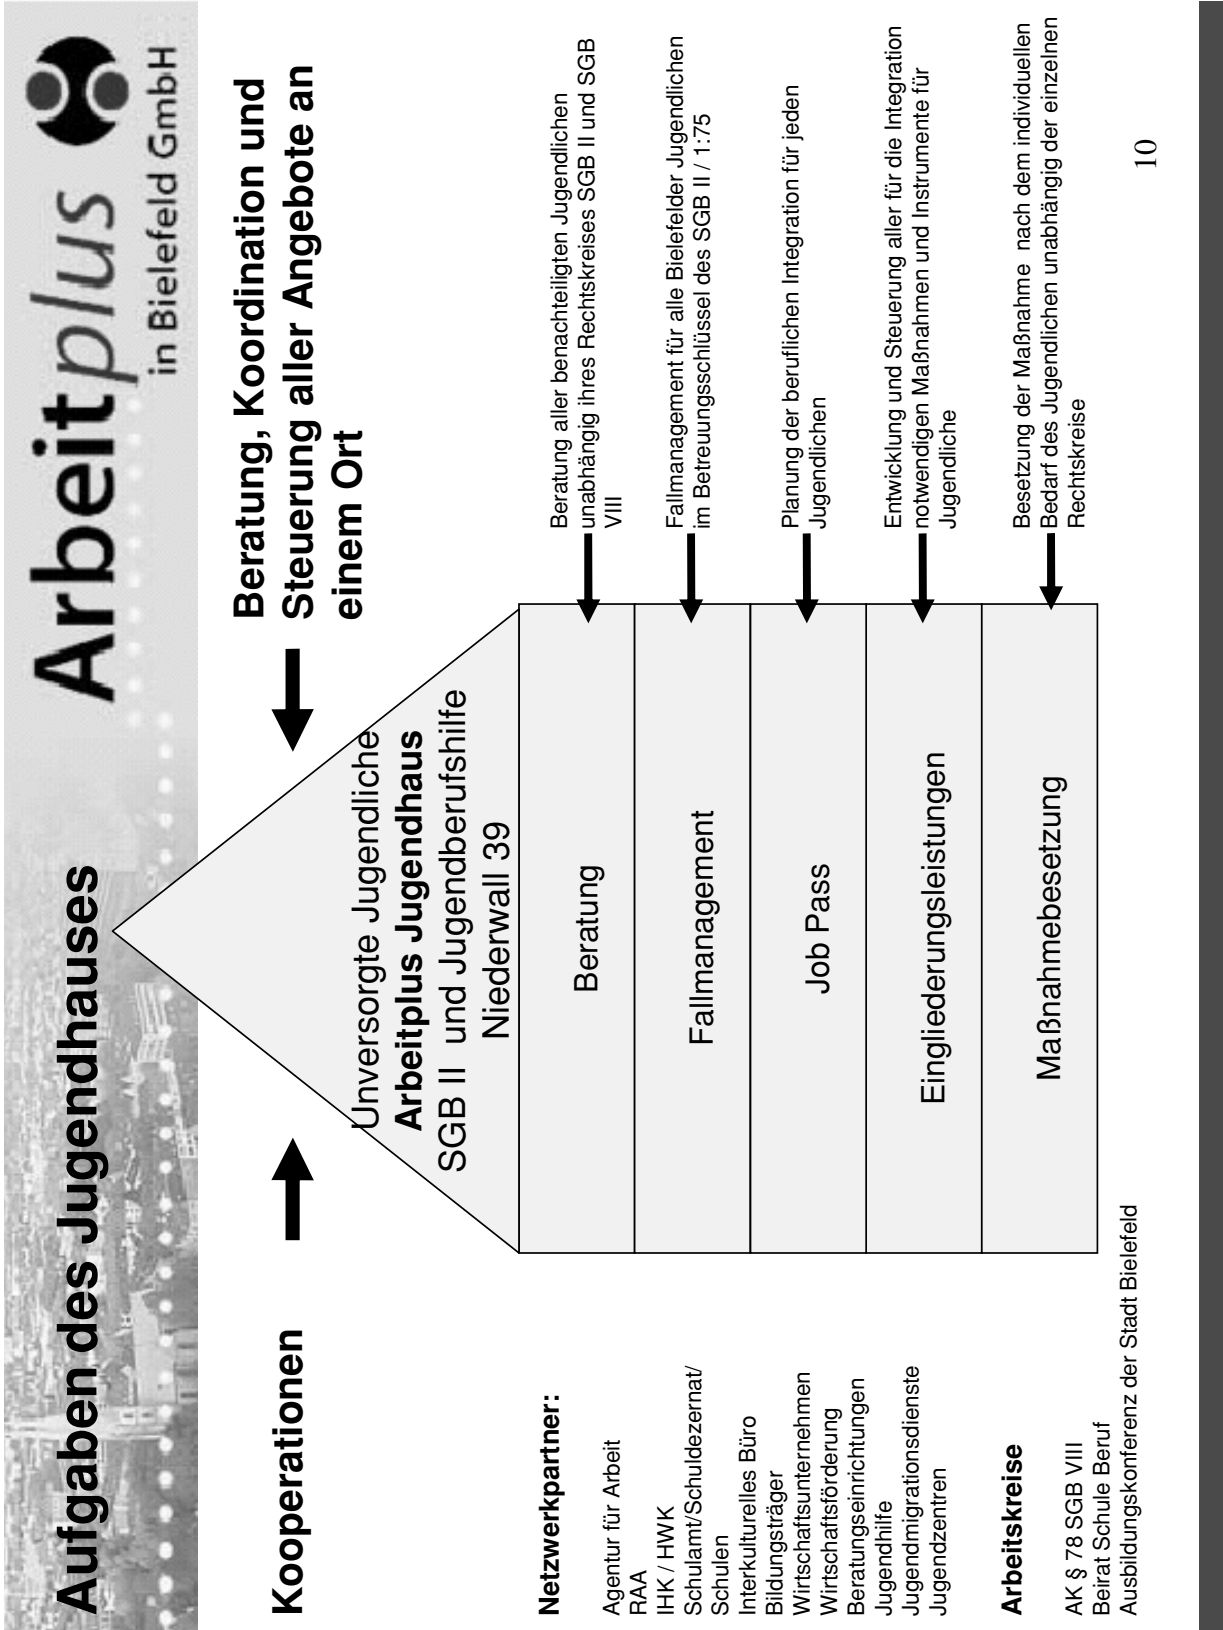 Aufgaben des Jugendhauses
Arbeitplus
in Bielefeld GmbH
Kooperationen
Beratung, Koordination und
Steuerung aller Angebote an
einem Ort
Unversorgte Jugendliche
Arbeitplus Jugendhaus
SGB II und Jugendberufshilfe
Niederwall 39
Netzwerkpartner:
Agentur für Arbeit
RAA
IHK / HWK
Schulamt/Schuldezernat/
Schulen
Interkulturelles Büro
Bildungsträger
Wirtschaftsunternehmen
Wirtschaftsförderung
Beratungseinrichtungen
Jugendhilfe
Jugendmigrationsdienste
Jugendzentren
Arbeitskreise
AK § 78 SGB VIII
Beirat Schule Beruf
Ausbildungskonferenz der Stadt Bielefeld
Beratung
Fallmanagement
Job Pass
Eingliederungsleistungen
Maßnahmebesetzung
Beratung aller benachteiligten Jugendlichen
unabhängig ihres Rechtskreises SGB II und SGB
VIII
Fallmanagement für alle Bielefelder Jugendlichen
im Betreuungsschlüssel des SGB II / 1:75
Planung der beruflichen Integration für jeden
Jugendlichen
Entwicklung und Steuerung aller für die Integration
notwendigen Maßnahmen und Instrumente für
Jugendliche
Besetzung der Maßnahme nach dem individuellen
Bedarf des Jugendlichen unabhängig der einzelnen
Rechtskreise
10